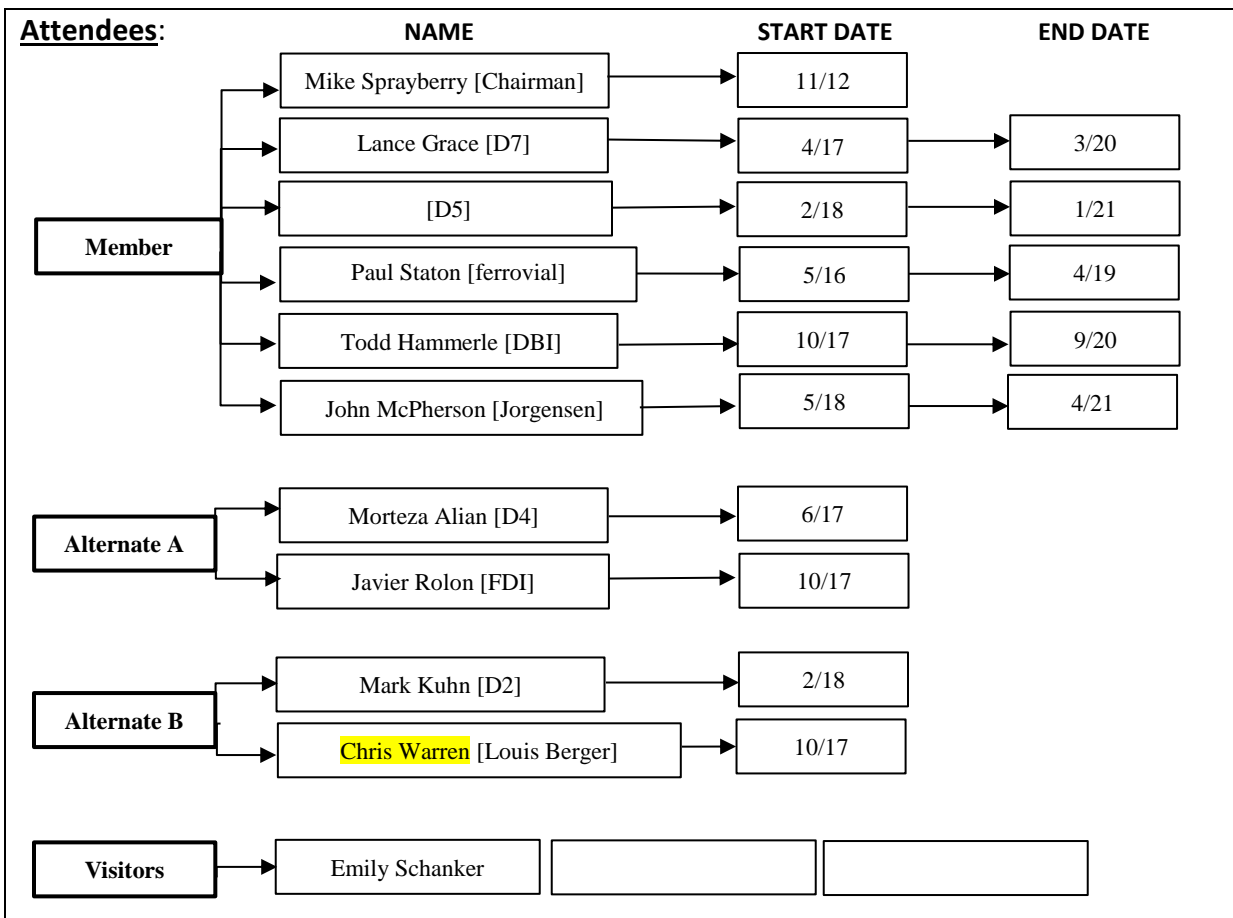 Attendees: NAME START DATE END DATE
Mike Sprayberry [Chairman] 11/12
Lance Grace [D7] 4/17 3/20
[D5] 2/18 1/21
Member
Paul Staton [ferrovial] 5/16 4/19
Todd Hammerle [DBI] 10/17 9/20
John McPherson [Jorgensen] 5/18 4/21
Morteza Alian [D4] 6/17
Alternate A
Javier Rolon [FDI] 10/17
Mark Kuhn [D2] 2/18
Alternate B
Chris Warren [Louis Berger] 10/17
Visitors Emily Schanker